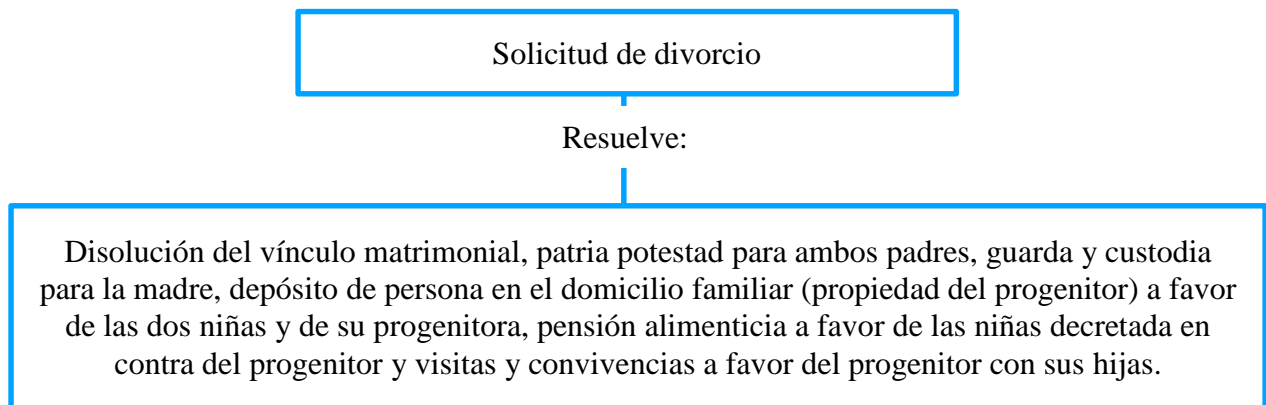 Solicitud de divorcio
Resuelve:
Disolución del vínculo matrimonial, patria potestad para ambos padres, guarda y custodia
para la madre, depósito de persona en el domicilio familiar (propiedad del progenitor) a favor
de las dos niñas y de su progenitora, pensión alimenticia a favor de las niñas decretada en
contra del progenitor y visitas y convivencias a favor del progenitor con sus hijas.